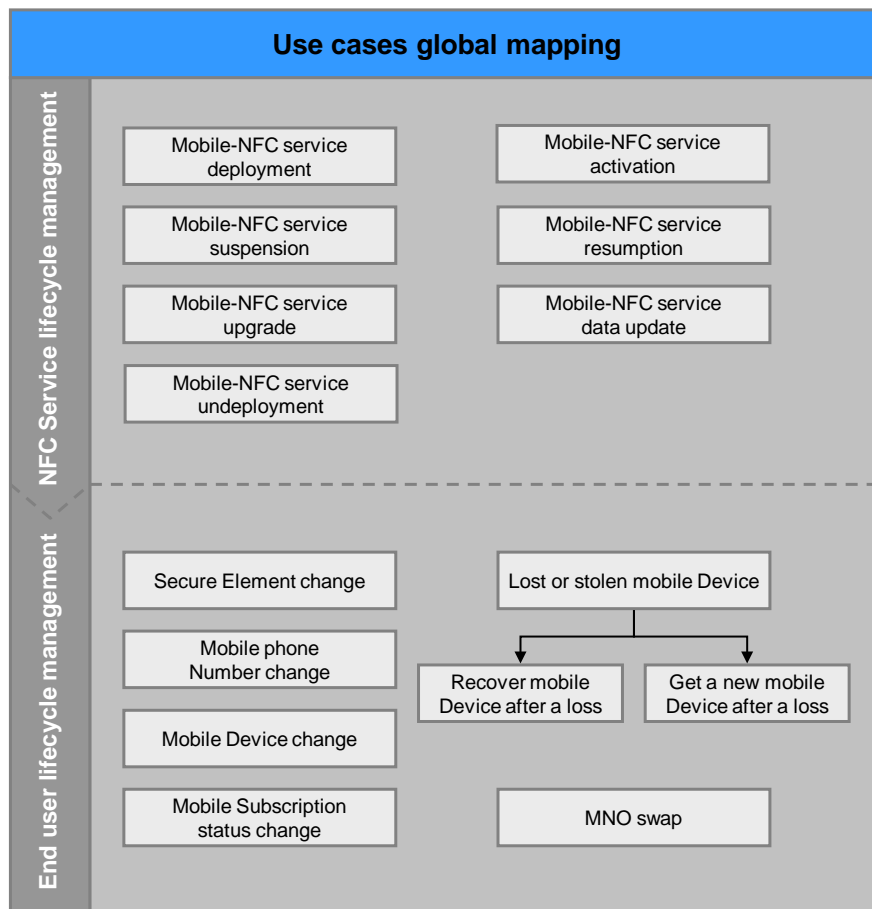 Use cases global mapping
NFC Service lifecycle management
Mobile-NFC service
deployment
Mobile-NFC service
activation
Mobile-NFC service
suspension
Mobile-NFC service
resumption
Mobile-NFC service
upgrade
Mobile-NFC service
data update
Mobile-NFC service
undeployment
End user lifecycle management
Secure Element change
Lost or stolen mobile Device
Mobile phone
Number change
Recover mobile
Device after a loss
Get a new mobile
Device after a loss
Mobile Device change
Mobile Subscription
status change
MNO swap